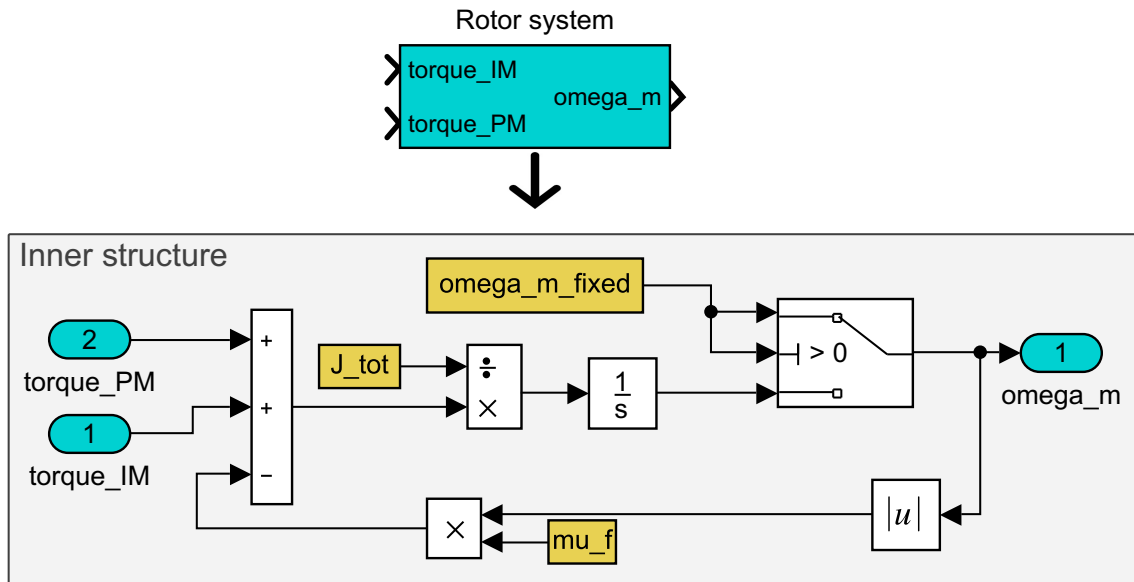 Rotor system
torque_IM
omega_m
torque_PM
Inner structure
omega_m_fixed
2
torque_PM
1
torque_IM
+
+
−
J_tot
÷
×
1
s
> 0
1
omega_m
×
mu_f
|u|